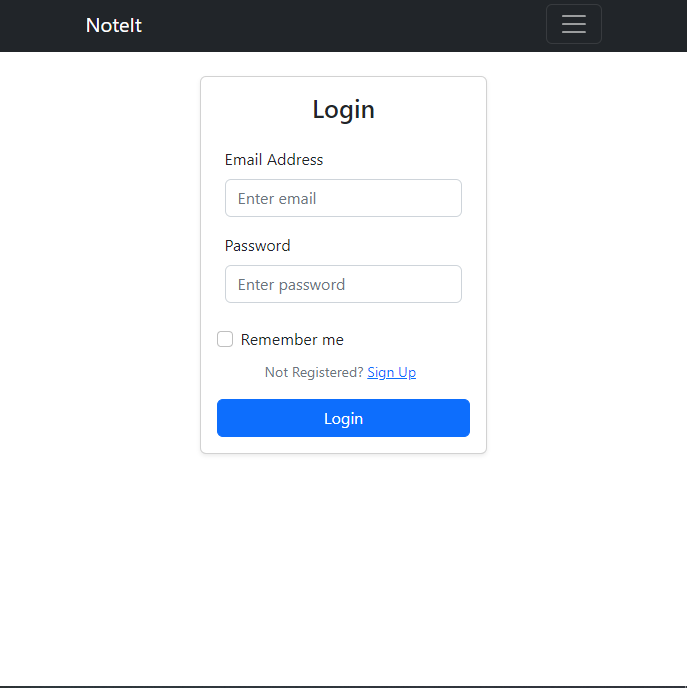 NoteIt
Login
Email Address
Enter email
Password
Enter password
Remember me
Not Registered? Sign Up
Login